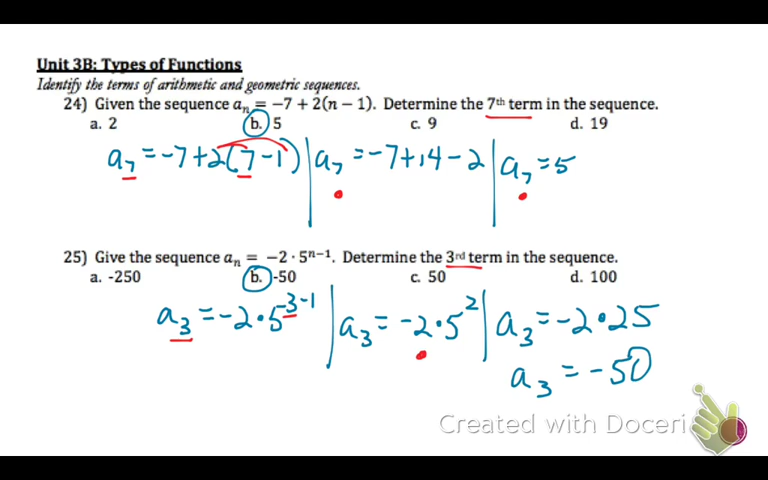 Unit 3B: Types of Functions
Identify the terms of arithmetic and geometric sequences.
24) Given the sequence aₙ = −7 + 2(n − 1). Determine the 7ᵗʰ term in the sequence.
a. 2 b. 5 c. 9 d. 19
a₇ = −7 + 2(7 − 1) | a₇ = −7 + 14 − 2 | a₇ = 5
25) Give the sequence aₙ = −2 · 5ⁿ⁻¹. Determine the 3ʳᵈ term in the sequence.
a. -250 b. -50 c. 50 d. 100
a₃ = −2 · 5³⁻¹ | a₃ = −2 · 5² | a₃ = −2 · 25
a₃ = −50
Created with Doceri